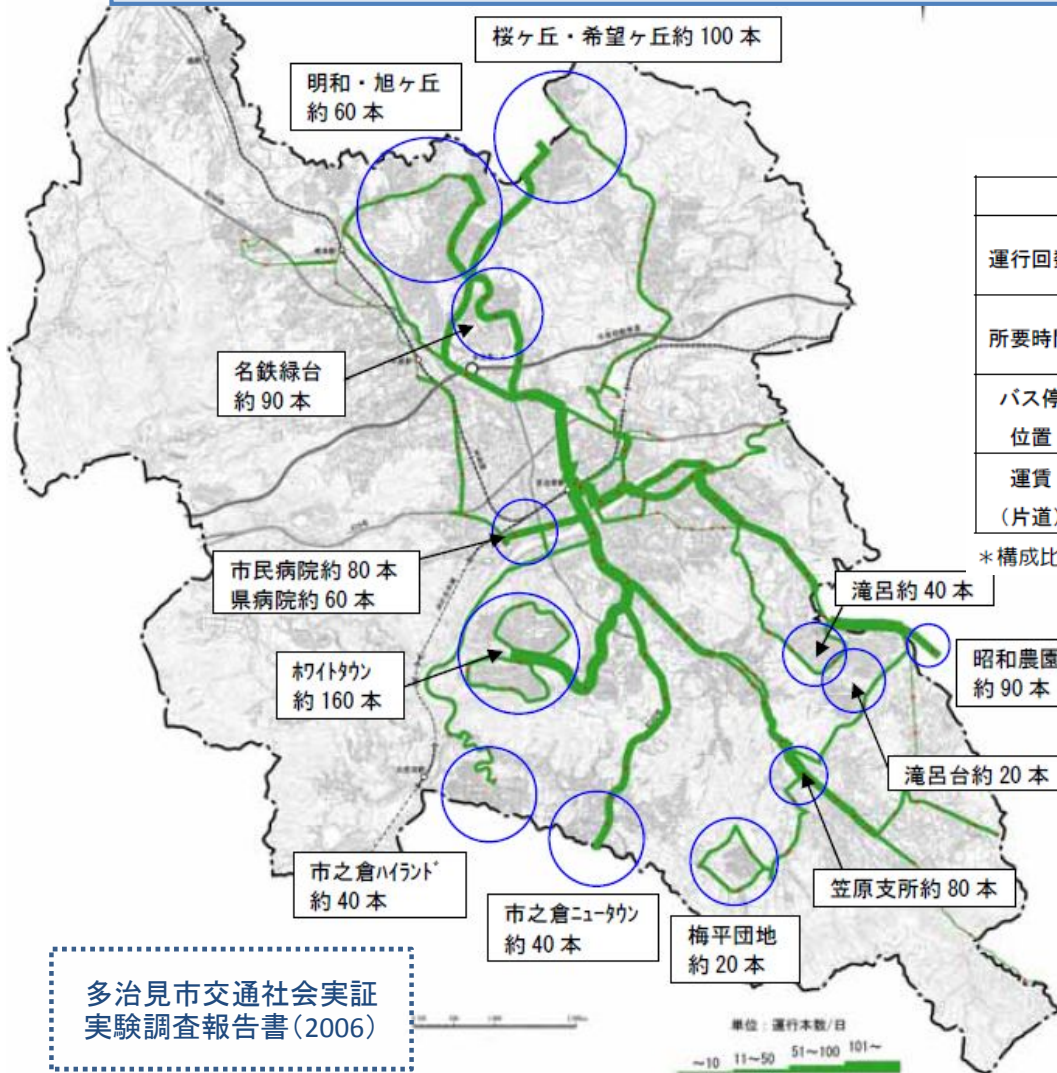 桜ヶ丘・希望ヶ丘約 100 本
明和・旭ヶ丘
約 60 本
運行回数
所要時間
バス停
位置
運賃
(片道)
*構成比
名鉄緑台
約 90 本
市民病院約 80 本
県病院約 60 本
滝呂約 40 本
昭和農園
約 90 本
ﾎﾜｲﾄﾀｳﾝ
約 160 本
滝呂台約 20 本
市之倉ﾊｲﾗﾝﾄﾞ
約 40 本
市之倉ﾆｭｰﾀｳﾝ
約 40 本
梅平団地
約 20 本
笠原支所約 80 本
多治見市交通社会実証
実験調査報告書(2006)
単位:運行本数/日
~10 11~50 51~100 101~